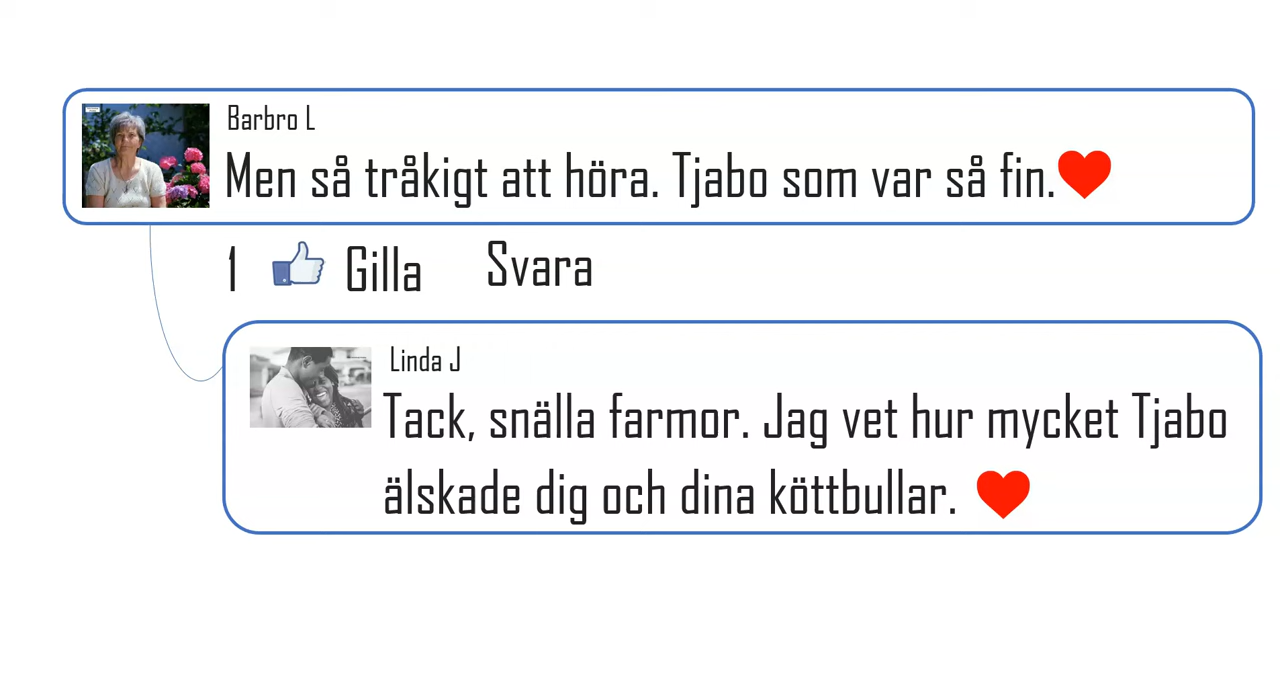 Barbro L
Men så tråkigt att höra. Tjabo som var så fin.
1 Gilla Svara
Linda J
Tack, snälla farmor. Jag vet hur mycket Tjabo
älskade dig och dina köttbullar.